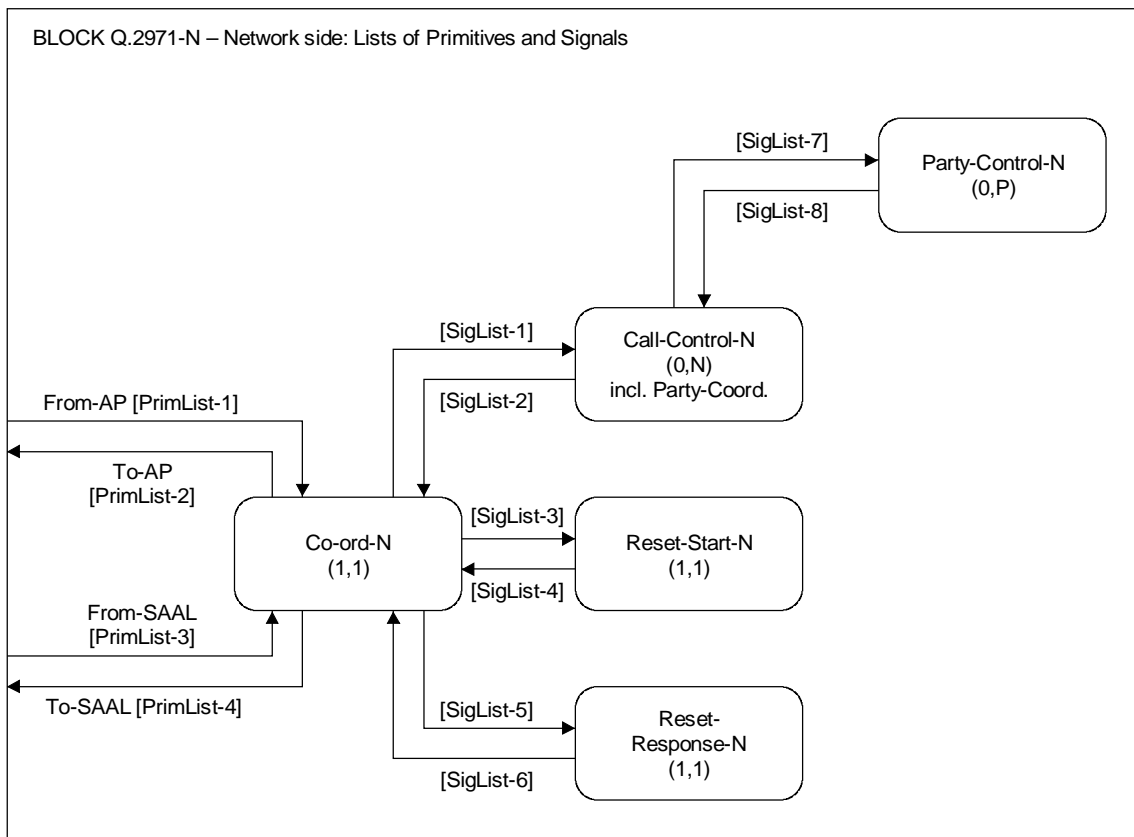 BLOCK Q.2971-N – Network side: Lists of Primitives and Signals
[SigList-7]
Party-Control-N
(0,P)
[SigList-8]
[SigList-1]
Call-Control-N
(0,N)
incl. Party-Coord.
[SigList-2]
From-AP [PrimList-1]
To-AP
[PrimList-2]
[SigList-3]
Co-ord-N
(1,1)
Reset-Start-N
(1,1)
[SigList-4]
From-SAAL
[PrimList-3]
To-SAAL [PrimList-4]
[SigList-5]
Reset-
Response-N
(1,1)
[SigList-6]